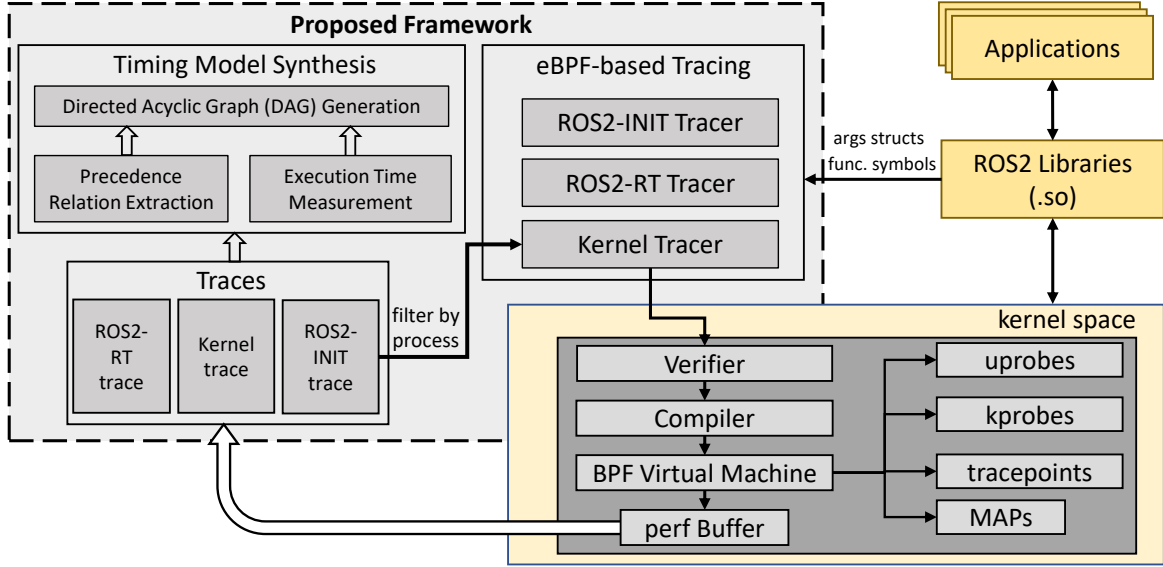 Proposed Framework
Timing Model Synthesis
Directed Acyclic Graph (DAG) Generation
Precedence
Relation Extraction
Execution Time
Measurement
eBPF-based Tracing
ROS2-INIT Tracer
ROS2-RT Tracer
Kernel Tracer
args structs
func. symbols
Applications
ROS2 Libraries
(.so)
Traces
ROS2-
RT
trace
Kernel
trace
ROS2-
INIT
trace
filter by
process
kernel space
Verifier
Compiler
BPF Virtual Machine
perf Buffer
uprobes
kprobes
tracepoints
MAPs